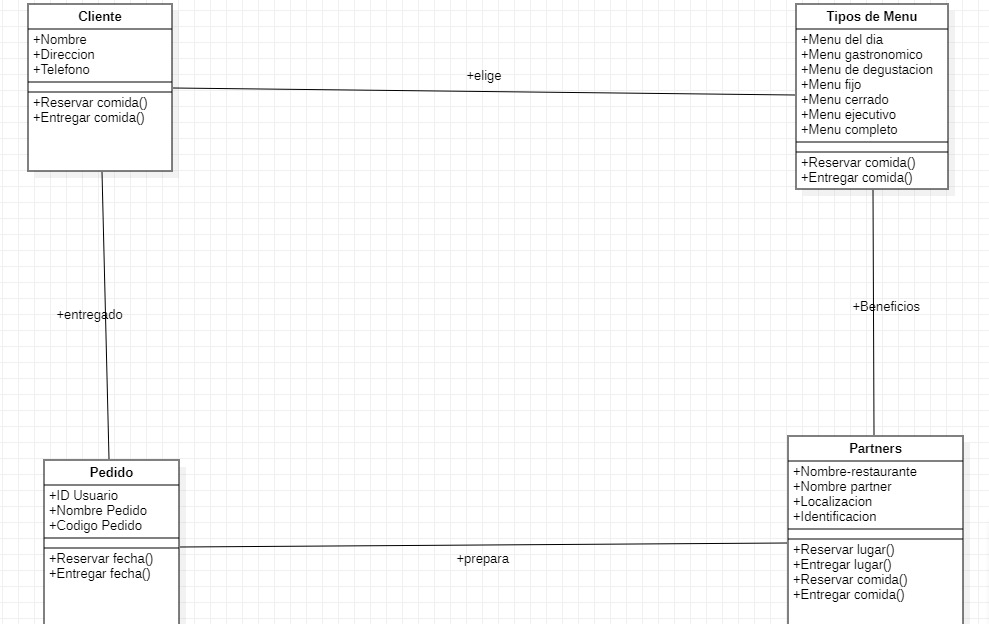 Cliente
+Nombre
+Direccion
+Telefono
+Reservar comida()
+Entregar comida()
+elige
Tipos de Menu
+Menu del dia
+Menu gastronomico
+Menu de degustacion
+Menu fijo
+Menu cerrado
+Menu ejecutivo
+Menu completo
+Reservar comida()
+Entregar comida()
+entregado
+Beneficios
Pedido
+ID Usuario
+Nombre Pedido
+Codigo Pedido
+Reservar fecha()
+Entregar fecha()
+prepara
Partners
+Nombre-restaurante
+Nombre partner
+Localizacion
+Identificacion
+Reservar lugar()
+Entregar lugar()
+Reservar comida()
+Entregar comida()